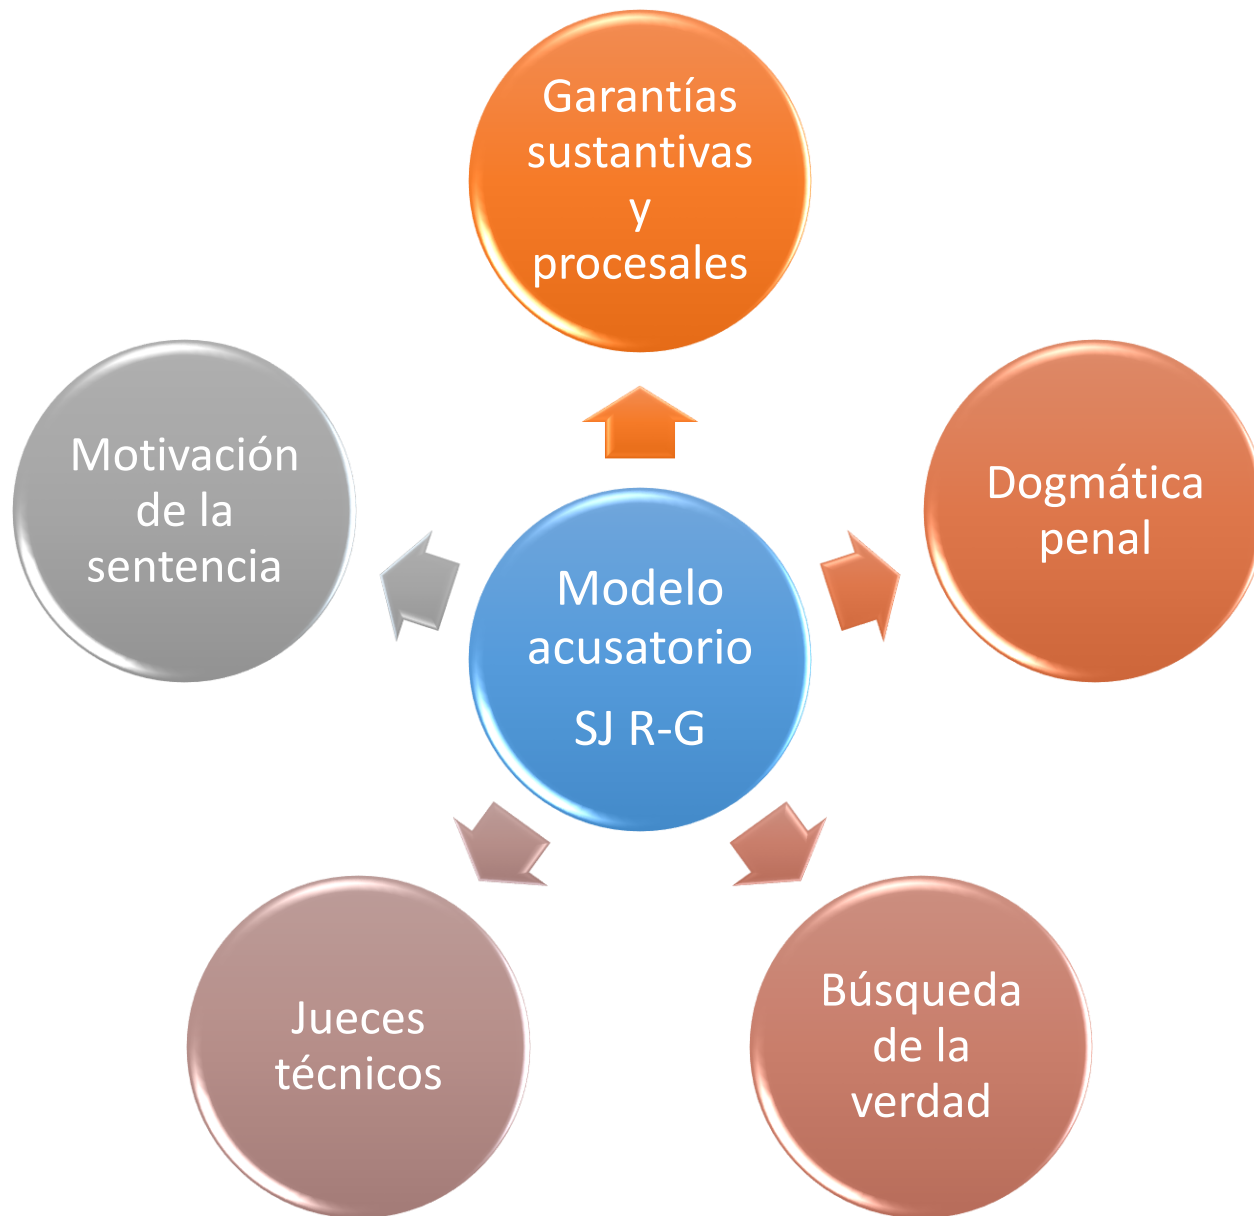 Garantías
sustantivas
y
procesales
Motivación
de la
sentencia
Dogmática
penal
Modelo
acusatorio
SJ R-G
Jueces
técnicos
Búsqueda
de la
verdad